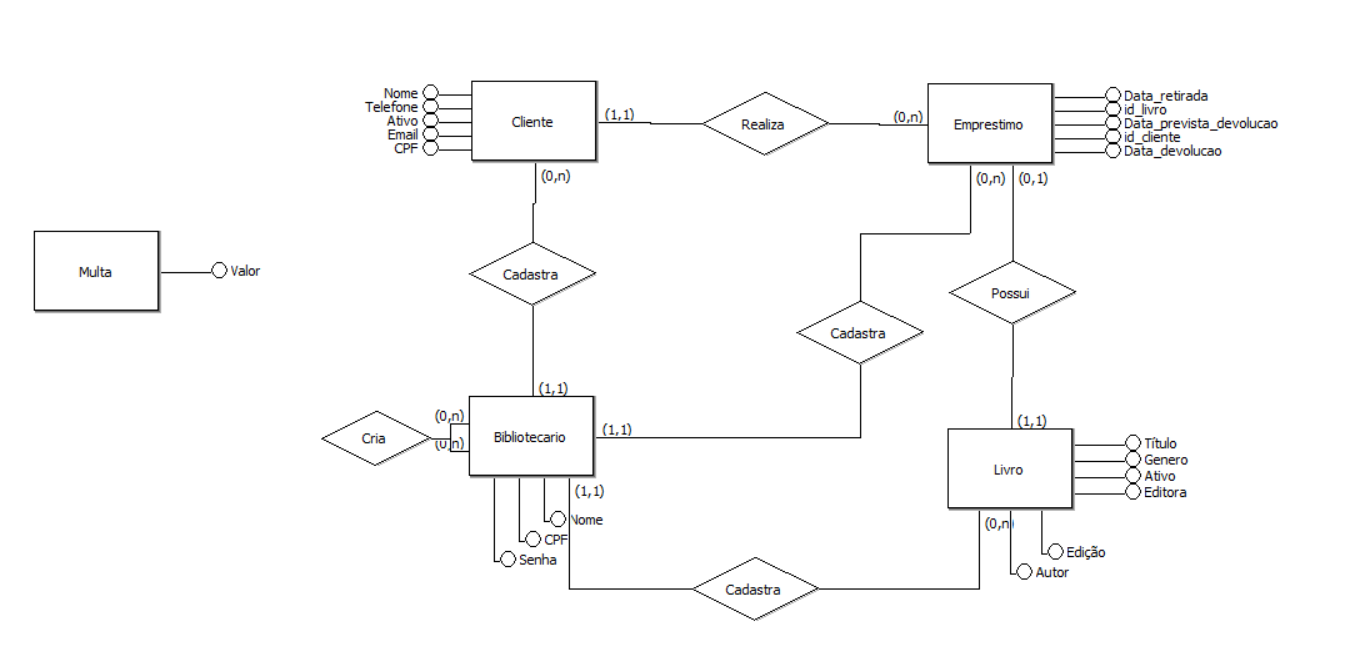 Nome
Telefone
Ativo
Email
CPF
Cliente
(1,1)
Realiza
(0,n)
Emprestimo
Data_retirada
id_livro
Data_prevista_devolucao
id_cliente
Data_devolucao
(0,n)
(0,n)
(0,1)
Multa
Valor
Cadastra
Possui
Cadastra
(1,1)
(0,n)
Cria
(0,n)
Bibliotecario
(1,1)
(1,1)
Livro
Título
Genero
Ativo
Editora
(1,1)
Nome
CPF
Senha
(0,n)
Edição
Autor
Cadastra